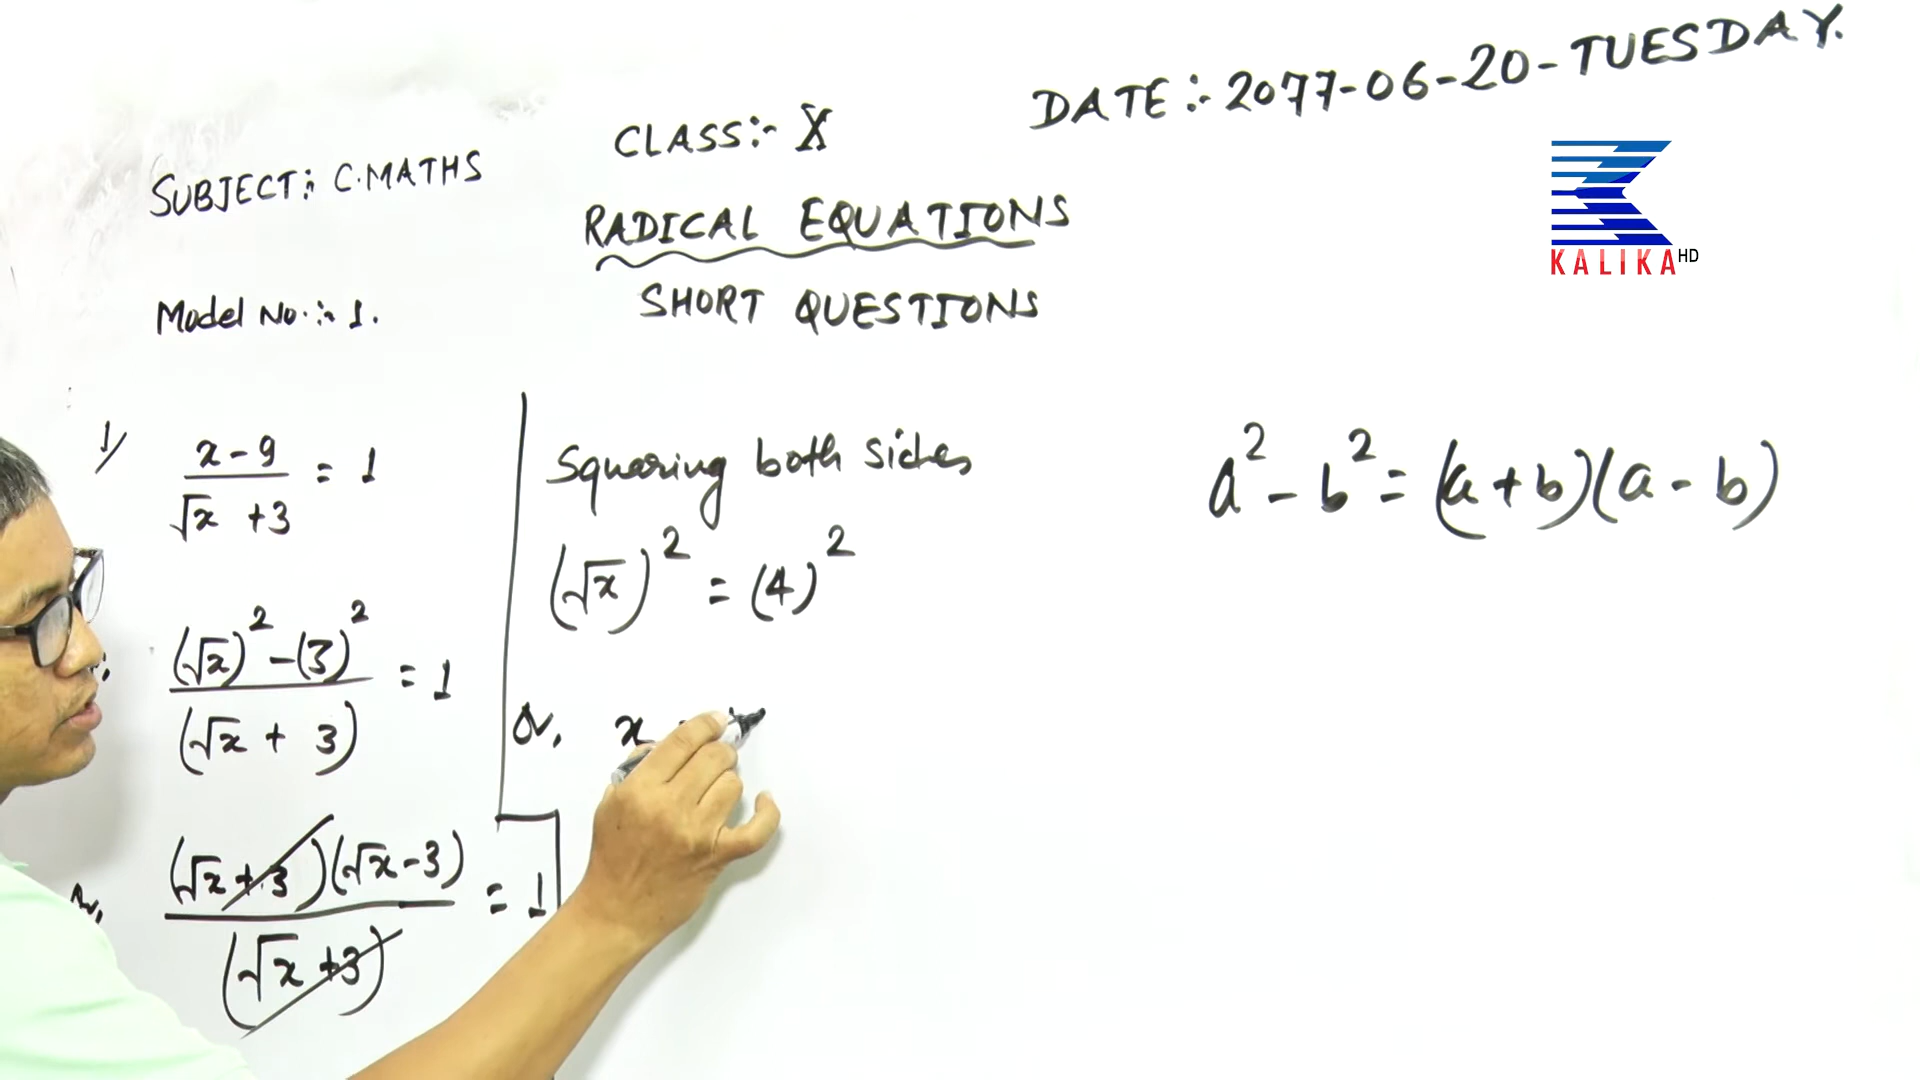 DATE :- 2077-06-20-TUESDAY.
CLASS:- X
SUBJECT:- C.MATHS
RADICAL EQUATIONS
KALIKA HD
Model No.:- 1.
SHORT QUESTIONS
1/ x-9 / √x +3 = 1
(√x)² - (3)² / (√x + 3) = 1
(√x+3)(√x-3) / (√x+3) = 1
Squaring both sides
(√x)² = (4)²
or, x
a² - b² = (a+b)(a-b)